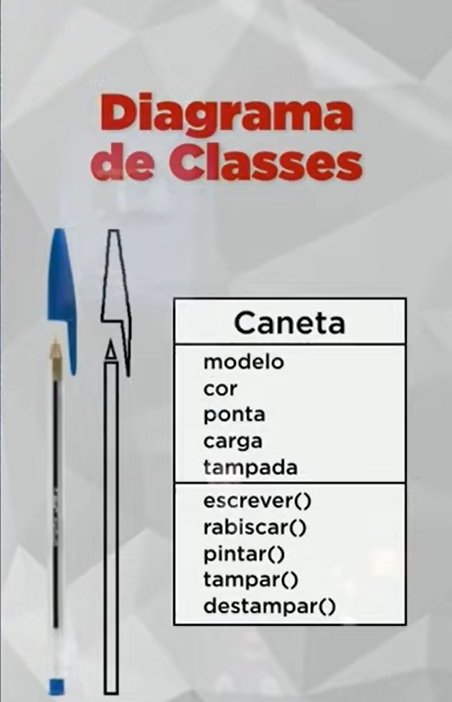 Diagrama
de Classes
Caneta
modelo
cor
ponta
carga
tampada
escrever()
rabiscar()
pintar()
tampar()
destampar()